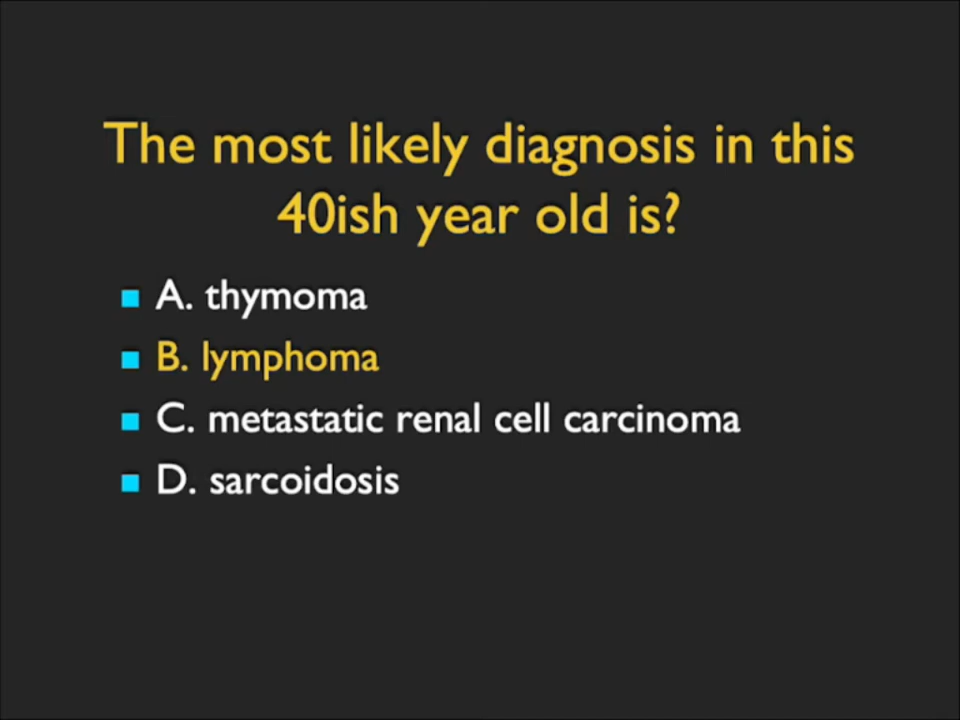 The most likely diagnosis in this
40ish year old is?
A. thymoma
B. lymphoma
C. metastatic renal cell carcinoma
D. sarcoidosis